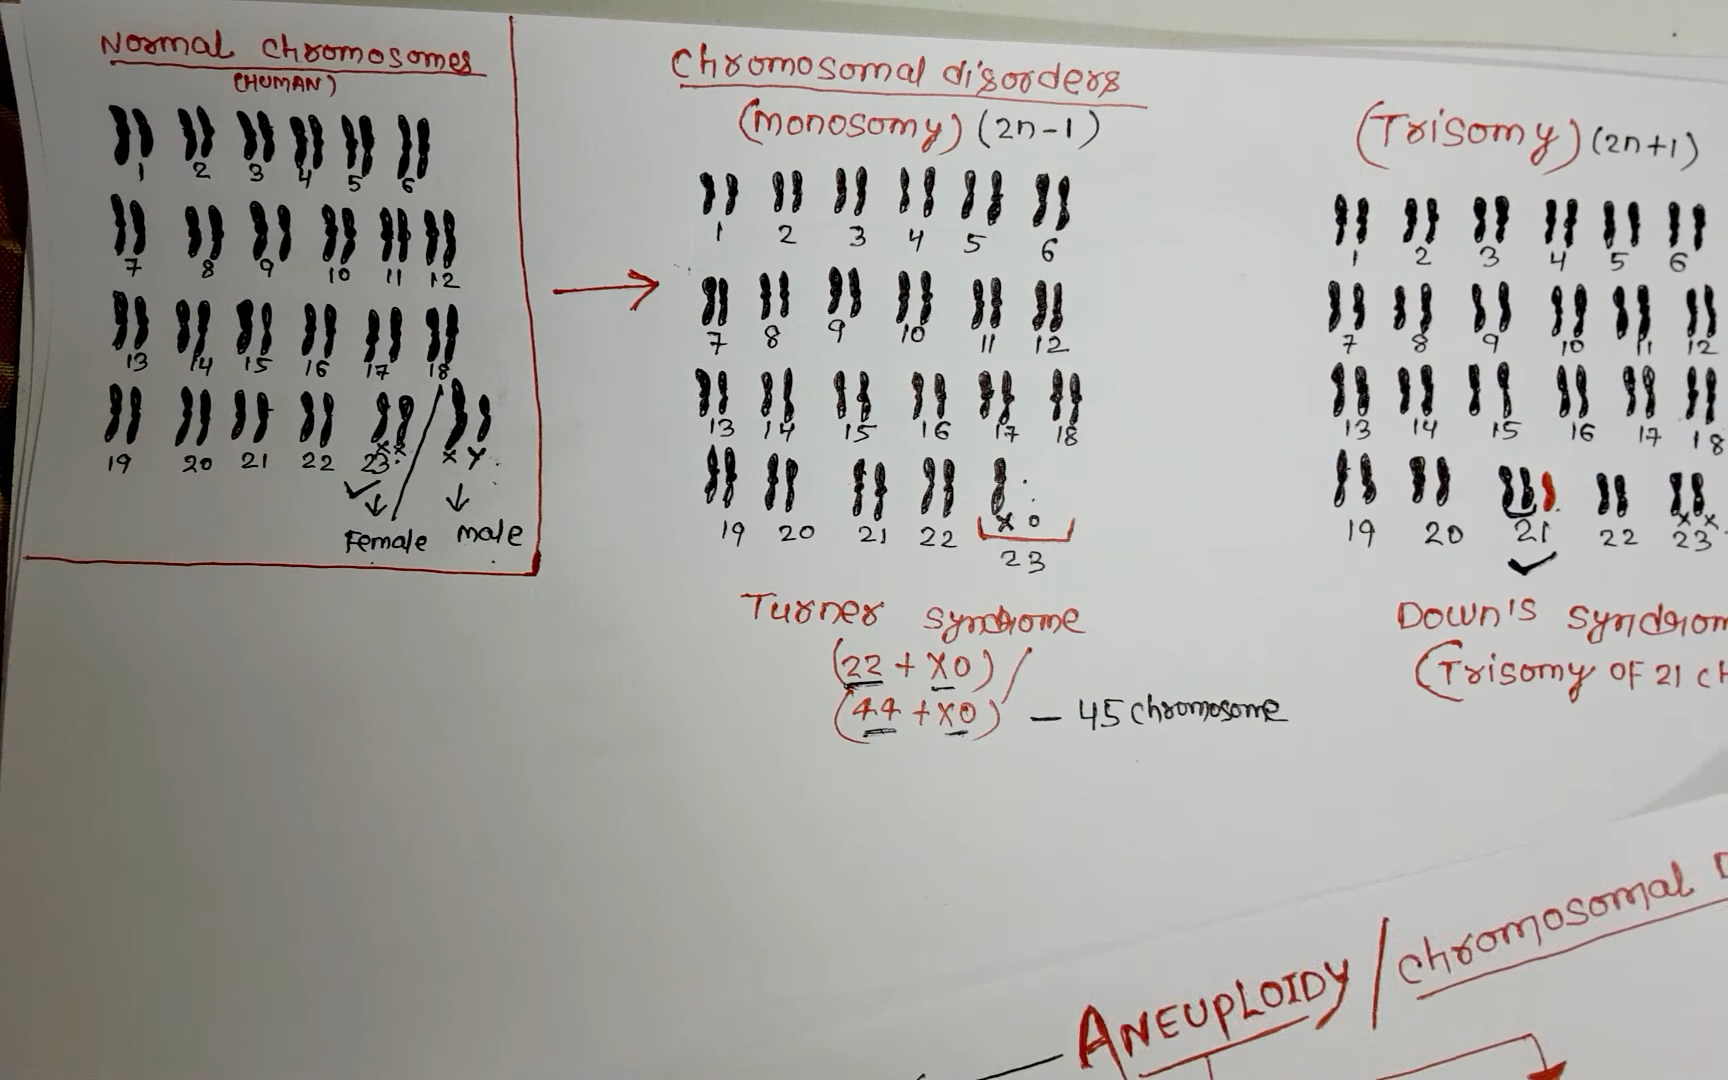 Normal chromosomes
(HUMAN)
1 2 3 4 5 6
7 8 9 10 11 12
13 14 15 16 17 18
19 20 21 22 23 x x / x y
Female male
Chromosomal disorders
(monosomy) (2n-1)
1 2 3 4 5 6
7 8 9 10 11 12
13 14 15 16 17 18
x o
19 20 21 22 23
Turner syndrome
(22 + XO) /
(44 + XO) - 45 chromosome
(Trisomy) (2n+1)
1 2 3 4 5 6
7 8 9 10 11 12
13 14 15 16 17 18
x x
19 20 21 22 23
DOWN'S syndrom
(Trisomy OF 21 ch
ANEUPLOIDY / chromosomal D